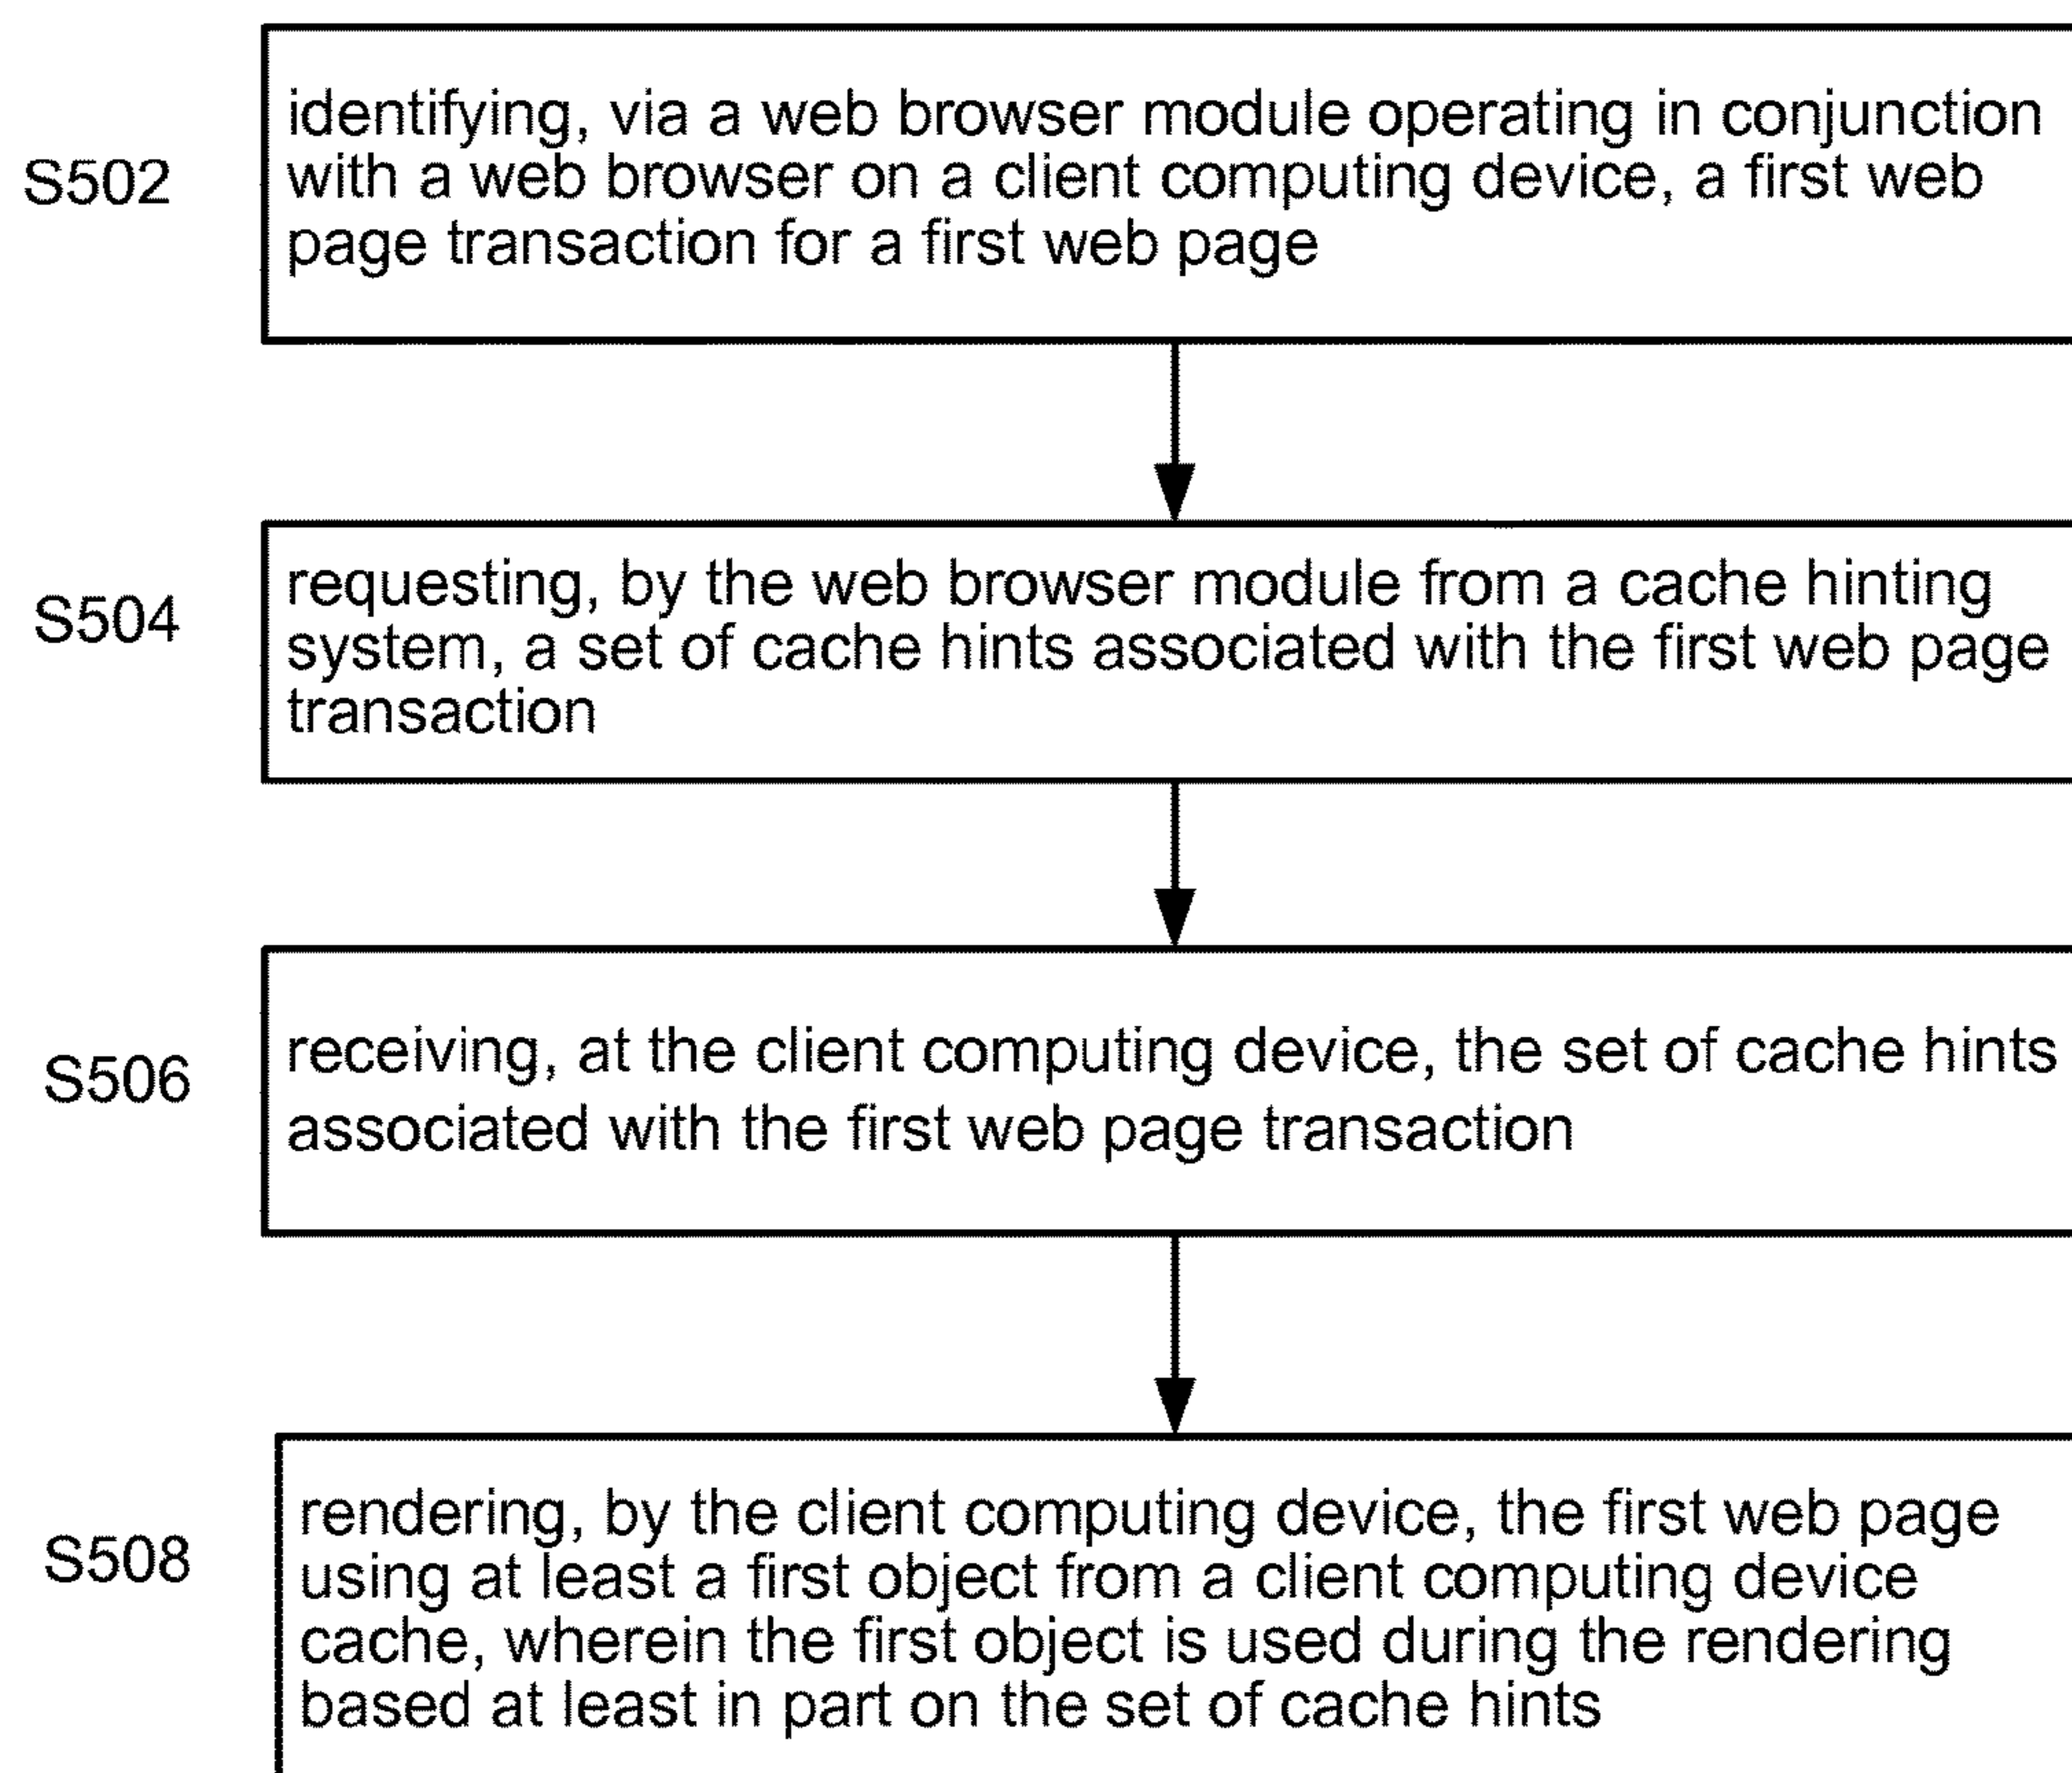 S502
identifying, via a web browser module operating in conjunction
with a web browser on a client computing device, a first web
page transaction for a first web page
S504
requesting, by the web browser module from a cache hinting
system, a set of cache hints associated with the first web page
transaction
S506
receiving, at the client computing device, the set of cache hints
associated with the first web page transaction
S508
rendering, by the client computing device, the first web page
using at least a first object from a client computing device
cache, wherein the first object is used during the rendering
based at least in part on the set of cache hints